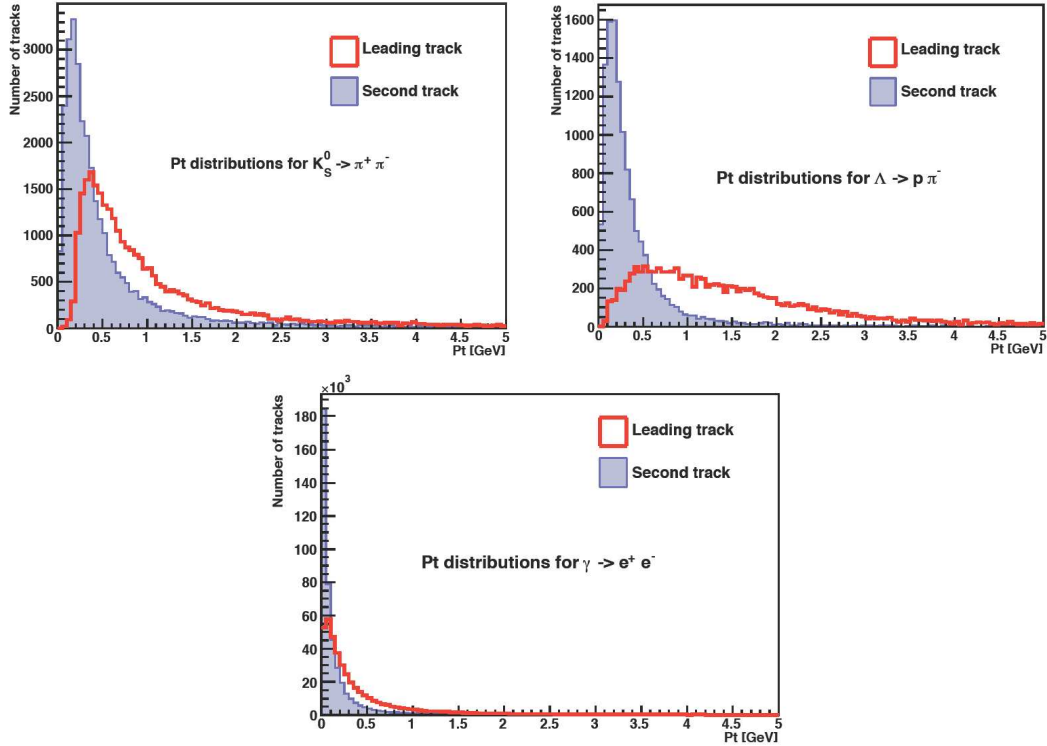 Number of tracks
3000
2500
2000
1500
1000
500
0
Leading track
Second track
Pt distributions for K⁰_S -> π⁺ π⁻
0 0.5 1 1.5 2 2.5 3 3.5 4 4.5 5
Pt [GeV]
Number of tracks
1600
1400
1200
1000
800
600
400
200
0
Leading track
Second track
Pt distributions for Λ -> p π⁻
0 0.5 1 1.5 2 2.5 3 3.5 4 4.5 5
Pt [GeV]
×10³
Number of tracks
180
160
140
120
100
80
60
40
20
0
Leading track
Second track
Pt distributions for γ -> e⁺ e⁻
0 0.5 1 1.5 2 2.5 3 3.5 4 4.5 5
Pt [GeV]